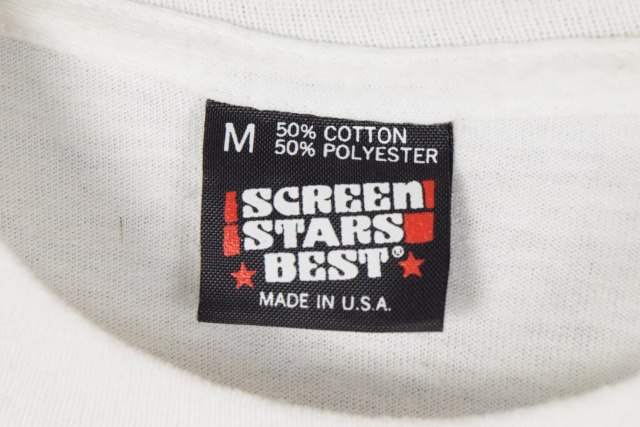 M 50% COTTON
50% POLYESTER
SCREEN
STARS
BEST®
MADE IN U.S.A.